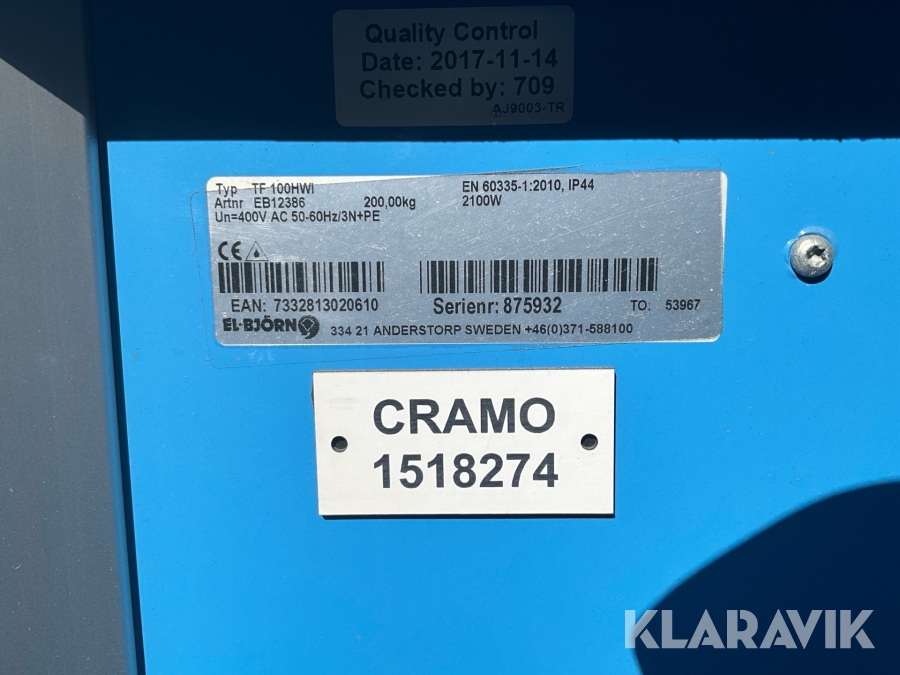 Quality Control
Date: 2017-11-14
Checked by: 709
AJ9003-TR
Typ TF 100HWI EN 60335-1:2010, IP44
Artnr EB12386 200,00kg 2100W
Un=400V AC 50-60Hz/3N+PE
CE
EAN: 7332813020610 Serienr: 875932 TO: 53967
EL-BJÖRN 334 21 ANDERSTORP SWEDEN +46(0)371-588100
CRAMO
1518274
KLARAVIK